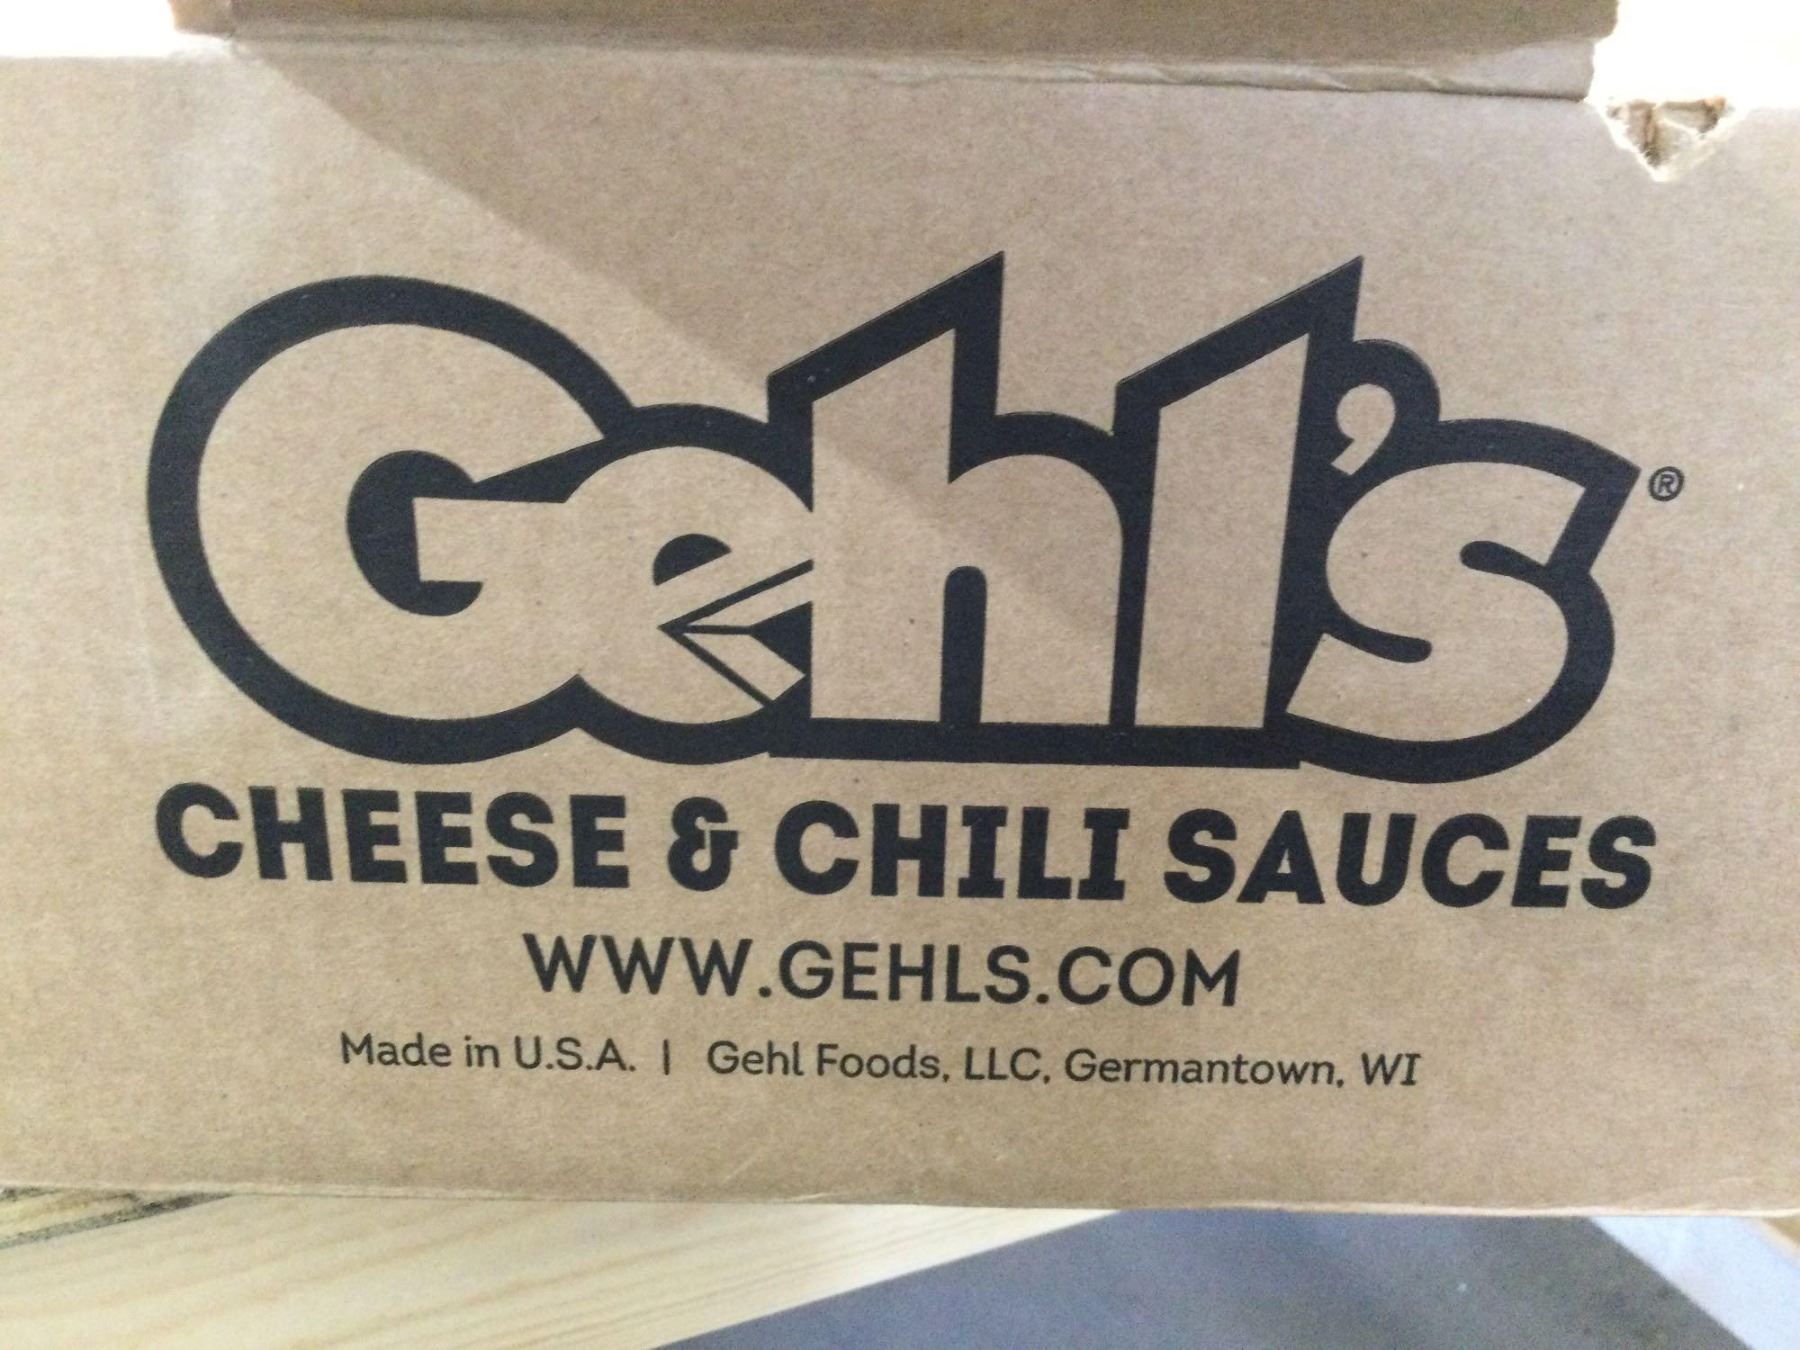 Gehl's®
CHEESE & CHILI SAUCES
WWW.GEHLS.COM
Made in U.S.A. | Gehl Foods, LLC, Germantown, WI